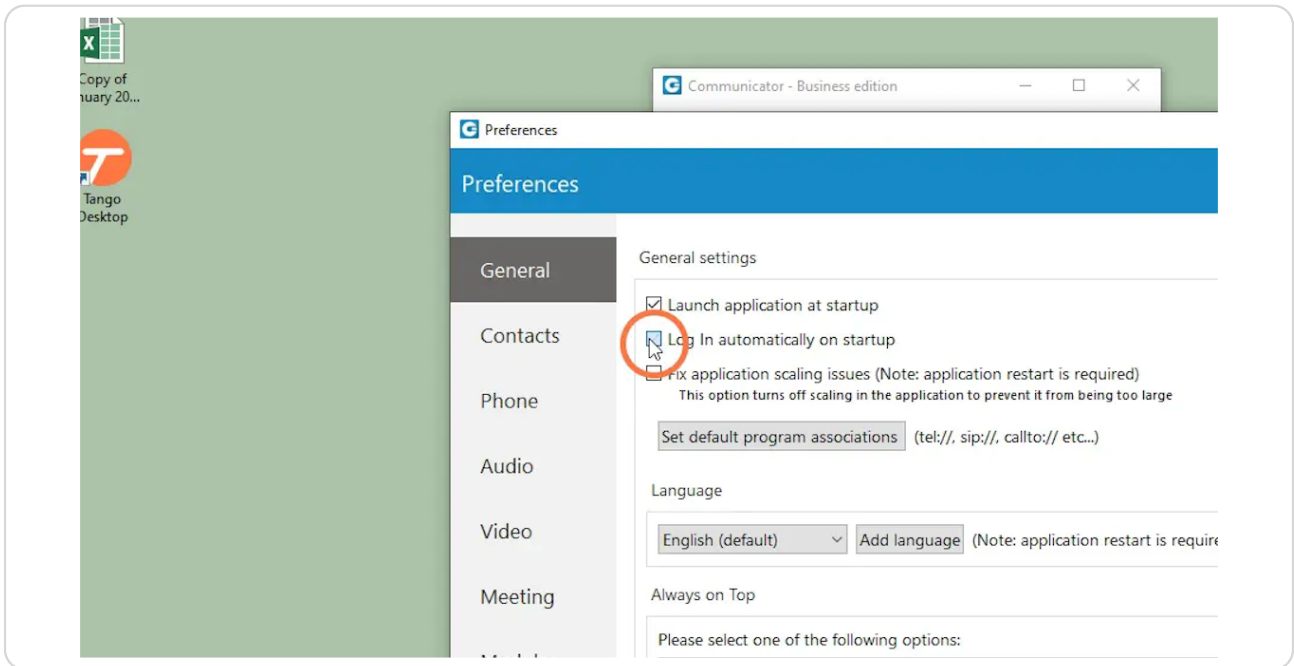 Copy of
nuary 20...
Tango
Desktop
Communicator - Business edition
Preferences
Preferences
General
Contacts
Phone
Audio
Video
Meeting
General settings
Launch application at startup
Log In automatically on startup
Fix application scaling issues (Note: application restart is required)
This option turns off scaling in the application to prevent it from being too large
Set default program associations (tel://, sip://, callto:// etc...)
Language
English (default) Add language (Note: application restart is require
Always on Top
Please select one of the following options: